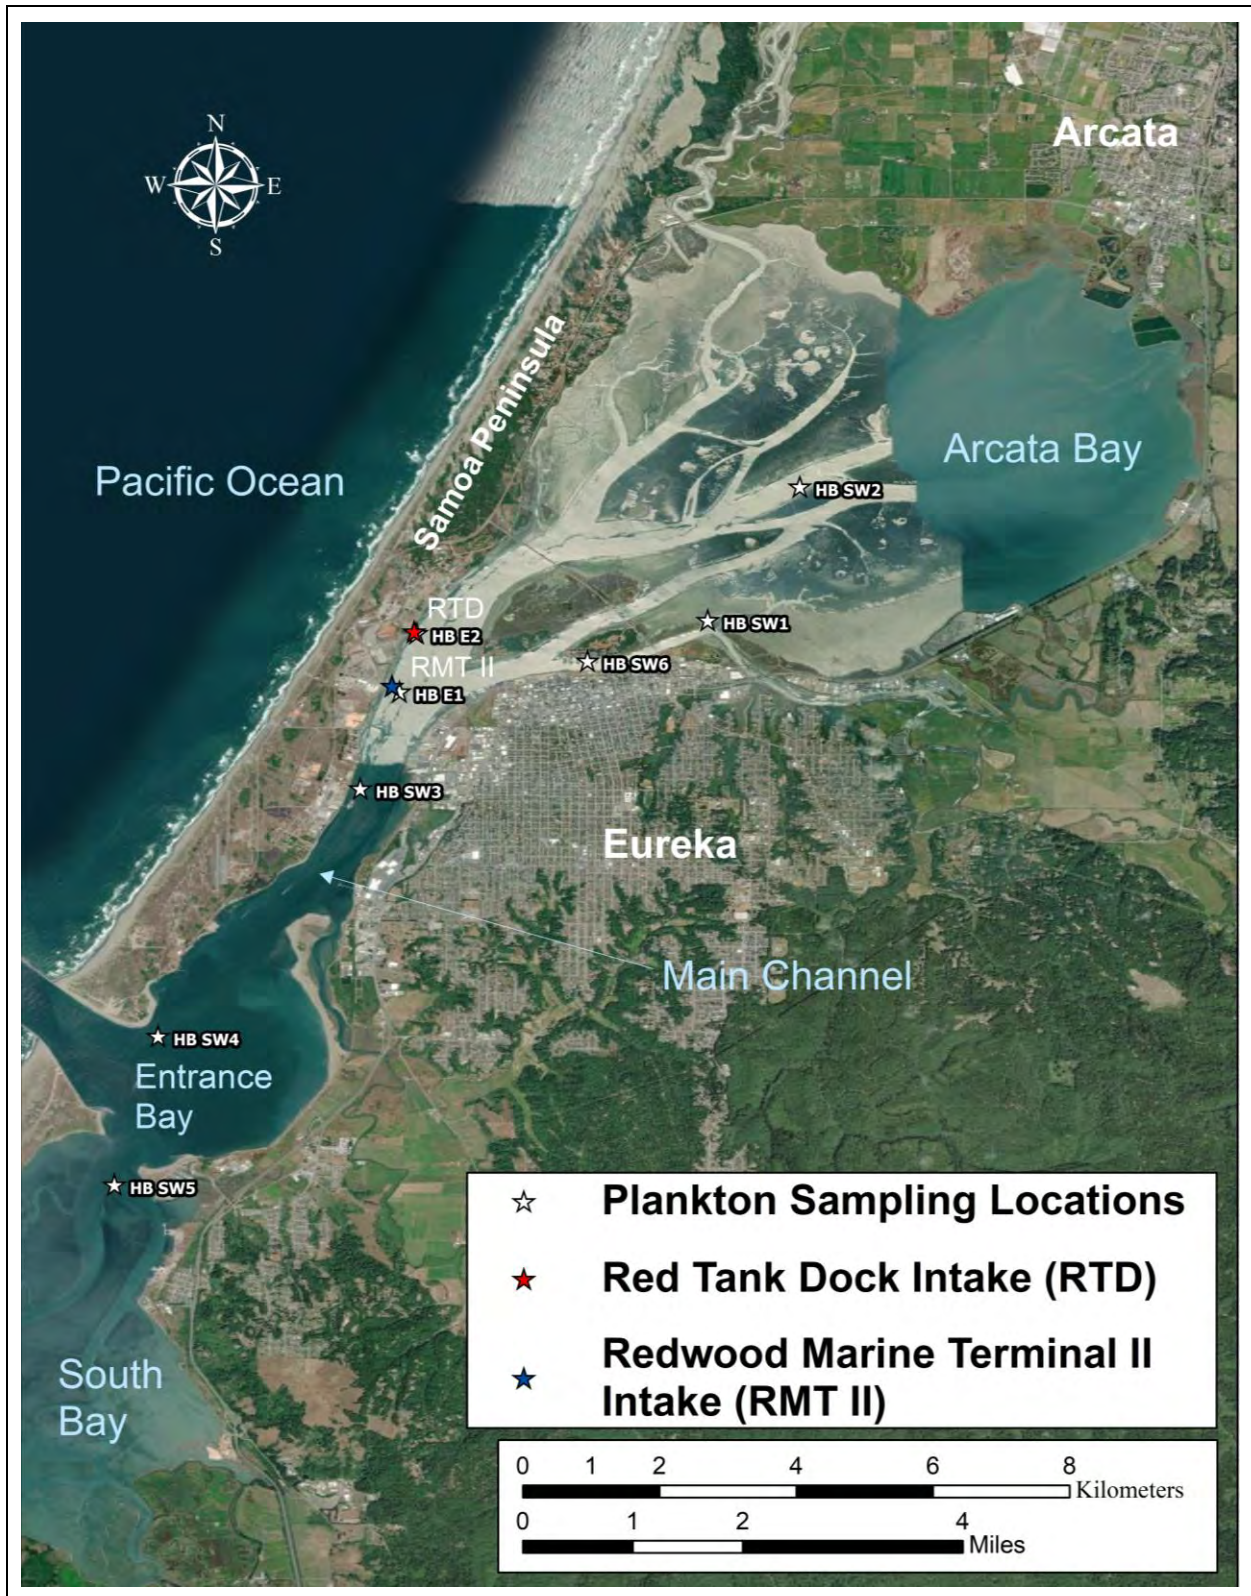 N
W E
S
Arcata
Samoa Peninsula
Pacific Ocean
Arcata Bay
HB SW2
RTD
HB E2
HB SW1
RMT II
HB SW6
HB E1
HB SW3
Eureka
Main Channel
HB SW4
Entrance
Bay
HB SW5
Plankton Sampling Locations
Red Tank Dock Intake (RTD)
Redwood Marine Terminal II
Intake (RMT II)
South
Bay
0 1 2 4 6 8
Kilometers
0 1 2 4
Miles